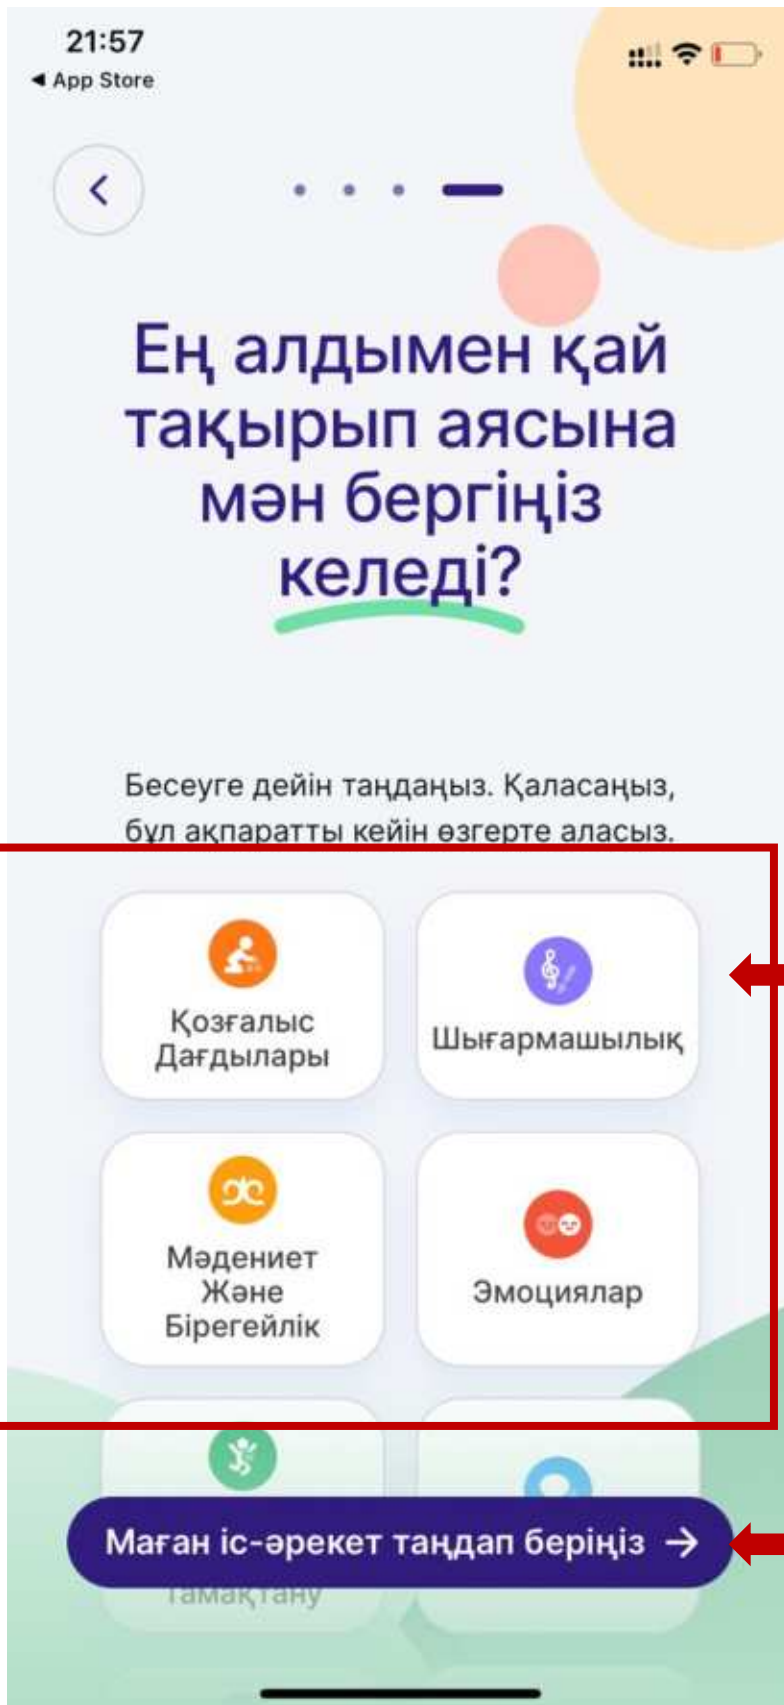 21:57
◀ App Store
Ең алдымен қай
тақырып аясына
мән бергіңіз
келеді?
Бесеуге дейін таңдаңыз. Қаласаңыз,
бұл ақпаратты кейін өзгерте аласыз.
Қозғалыс
Дағдылары
Шығармашылық
Мәдениет
Және
Бірегейлік
Эмоциялар
Маған іс-әрекет таңдап беріңіз →
Тамақтану